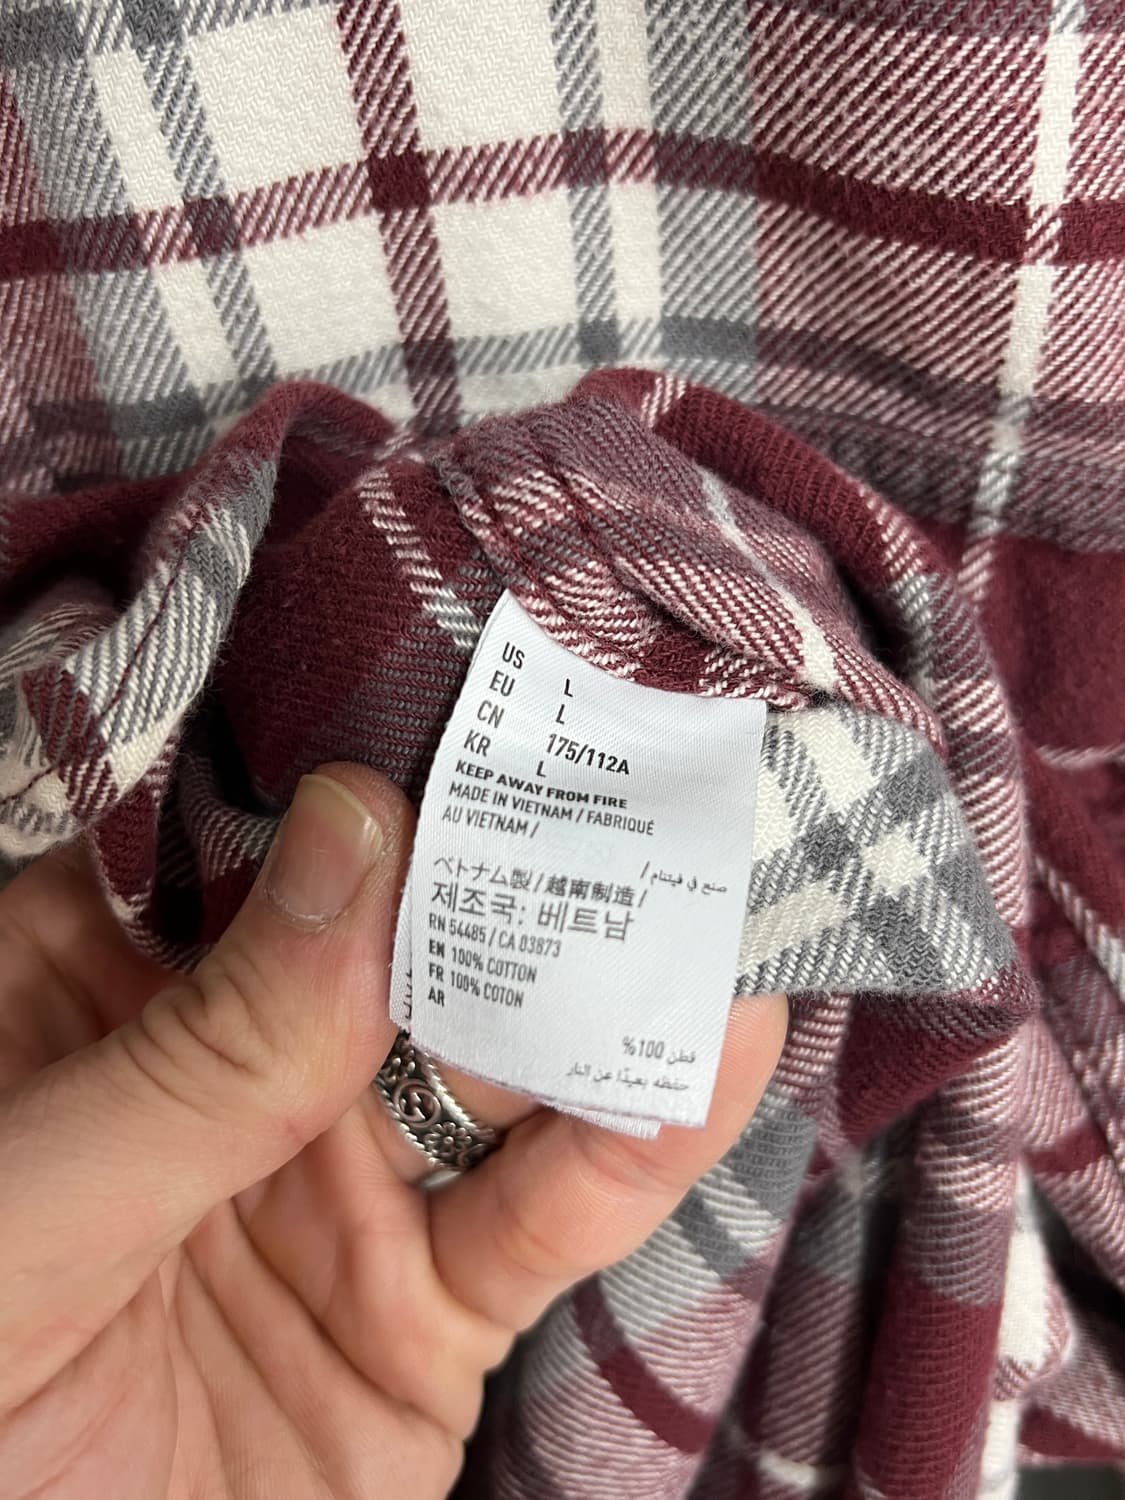 US L
EU L
CN 175/112A
KR L
KEEP AWAY FROM FIRE
MADE IN VIETNAM / FABRIQUÉ
AU VIETNAM /
صنع في فيتنام /
ベトナム製 / 越南制造 /
제조국: 베트남
RN 54485 / CA 03873
EN 100% COTTON
FR 100% COTON
AR
قطن 100%
حفظه بعيدًا عن النار